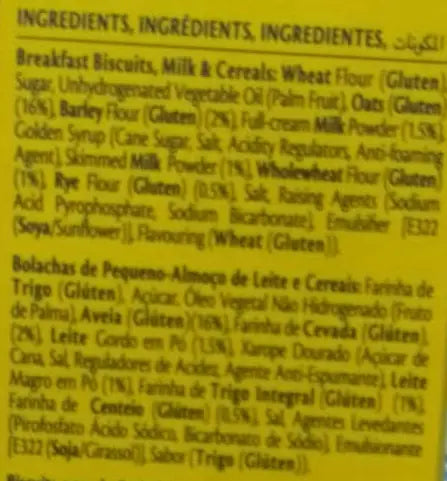 INGREDIENTS, INGRÉDIENTS, INGREDIENTES, المكونات
Breakfast Biscuits, Milk & Cereals: Wheat Flour (Gluten)
Sugar, Unhydrogenated Vegetable Oil (Palm Fruit), Oats (Gluten)
(16%), Barley Flour (Gluten) (2%), Full-cream Milk Powder (1.5%),
Golden Syrup (Cane Sugar, Salt, Acidity Regulators, Anti-foaming
Agent), Skimmed Milk Powder (1%), Wholewheat Flour (Gluten)
(1%), Rye Flour (Gluten) (0.5%), Salt, Raising Agents (Sodium
Acid Pyrophosphate, Sodium Bicarbonate), Emulsifier [E322
(Soya/Sunflower)], Flavouring (Wheat (Gluten)).
Bolachas de Pequeno-Almoço de Leite e Cereais: Farinha de
Trigo (Glúten), Açúcar, Óleo Vegetal Não Hidrogenado (Fruto
de Palma), Aveia (Glúten)(16%), Farinha de Cevada (Glúten)
(2%), Leite Gordo em Pó (1.5%), Xarope Dourado (Açúcar de
Cana, Sal, Reguladores de Acidez, Agente Anti-Espumante), Leite
Magro em Pó (1%), Farinha de Trigo Integral (Glúten) (1%),
Farinha de Centeio (Glúten) (0.5%), Sal, Agentes Levedantes
(Pirofosfato Ácido Sódico, Bicarbonato de Sódio), Emulsionante
[E322 (Soja/Girassol)], Sabor (Trigo (Glúten)).